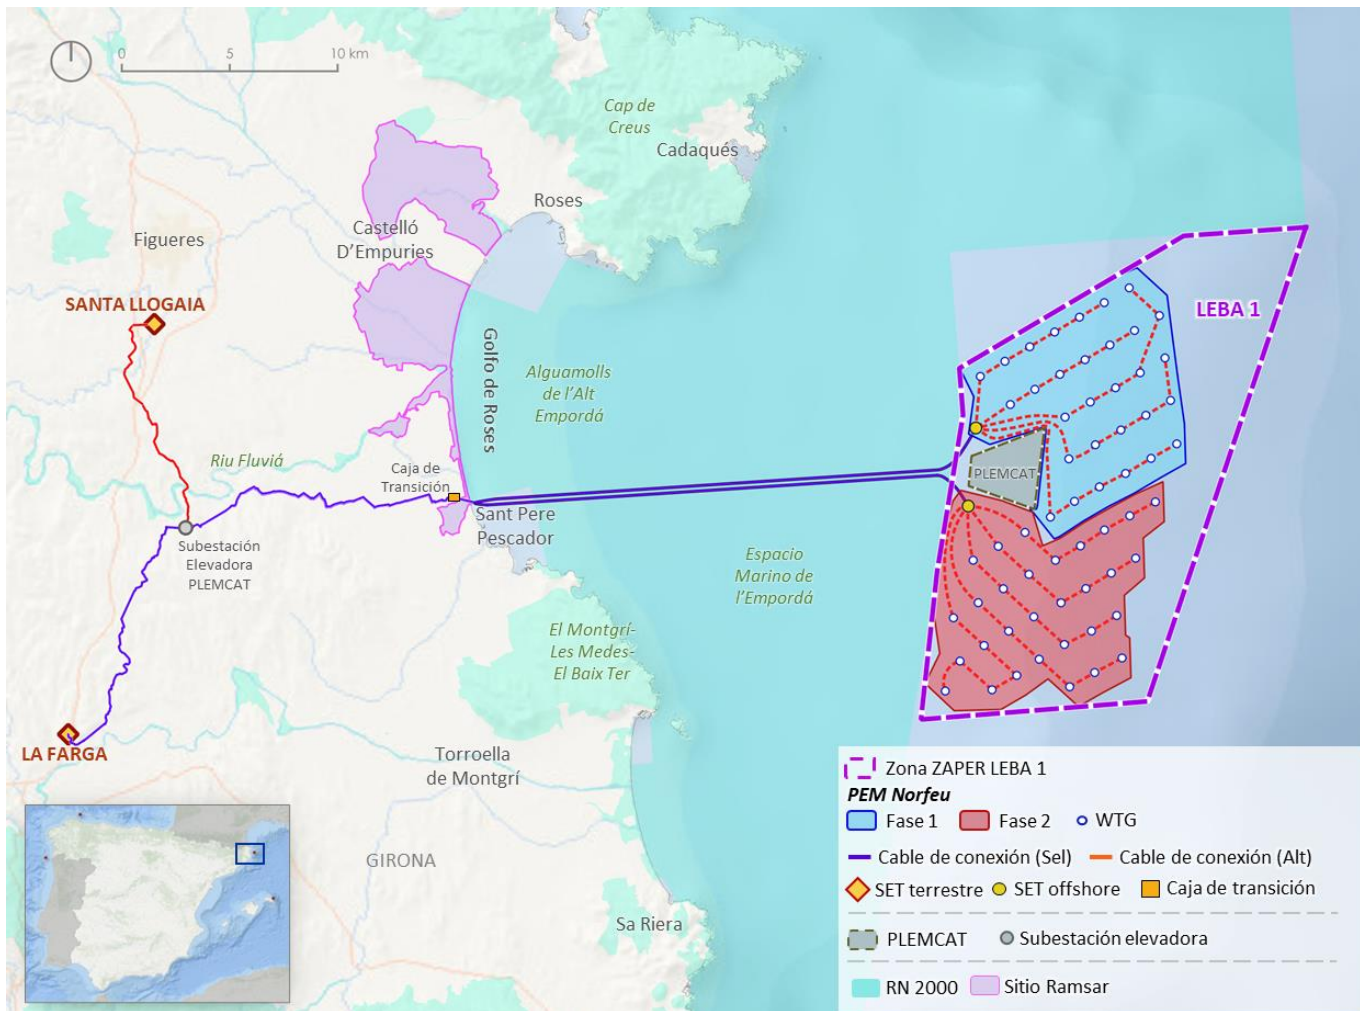 0 5 10 km
Cap de
Creus
Cadaqués
Roses
Castelló
D'Empuries
Figueres
SANTA LLOGAIA
LEBA 1
Golfo de Roses
Alguamolls
de l'Alt
Empordá
Riu Fluviá
Caja de
Transición
PLEMCAT
Sant Pere
Pescador
Subestación
Elevadora
PLEMCAT
Espacio
Marino de
l'Empordá
El Montgrí-
Les Medes-
El Baix Ter
LA FARGA
Torroella
de Montgrí
GIRONA
Sa Riera
Zona ZAPER LEBA 1
PEM Norfeu
Fase 1 Fase 2 WTG
Cable de conexión (Sel) Cable de conexión (Alt)
SET terrestre SET offshore Caja de transición
PLEMCAT Subestación elevadora
RN 2000 Sitio Ramsar